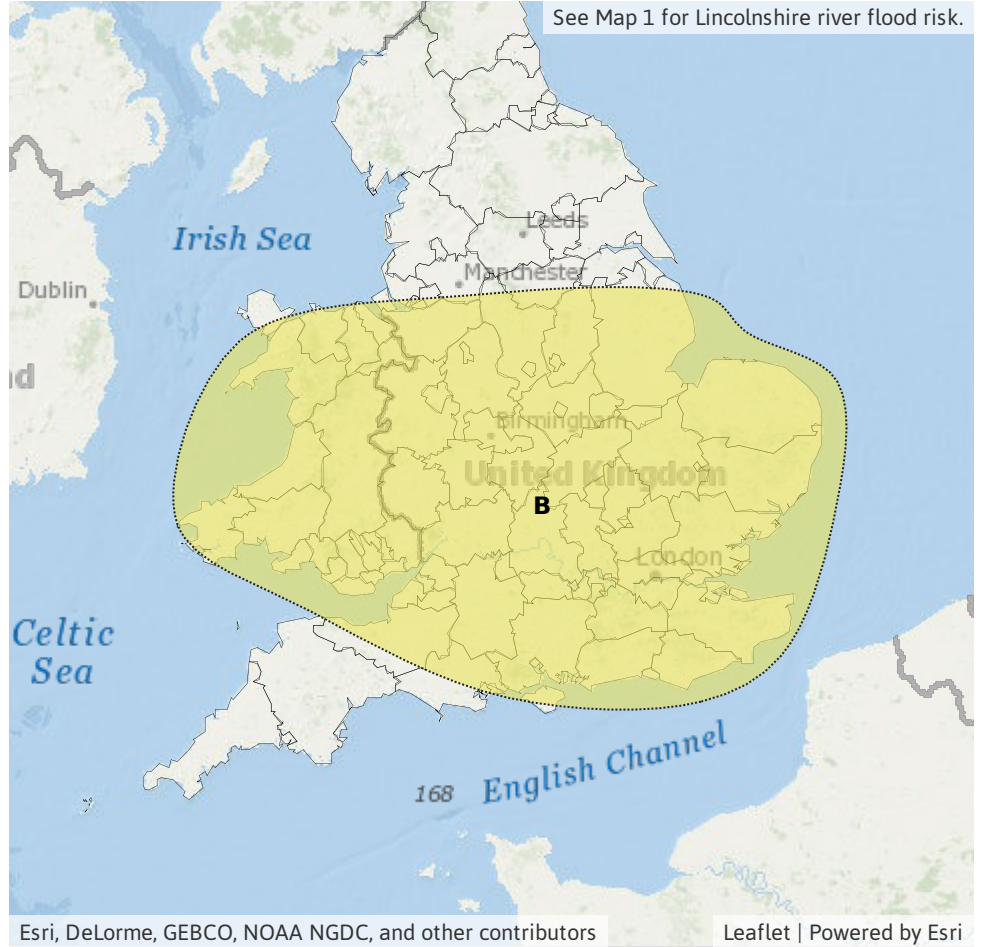 See Map 1 for Lincolnshire river flood risk.
Leeds
Irish Sea
Manchester
Dublin
nd
Birmingham
United Kingdom
B
London
Celtic
Sea
English Channel
168
Esri, DeLorme, GEBCO, NOAA NGDC, and other contributors
Leaflet | Powered by Esri